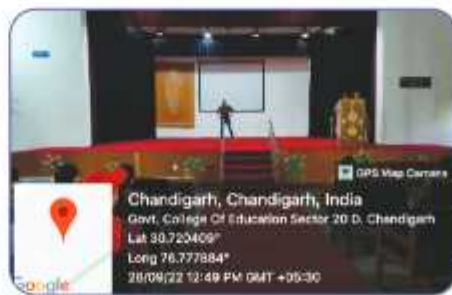 GPS Map Camera
Chandigarh, Chandigarh, India
Govt. College Of Education Sector 20 D, Chandigarh
Lat 30.720409°
Long 76.777884°
28/09/22 12:49 PM GMT +05:30
Google